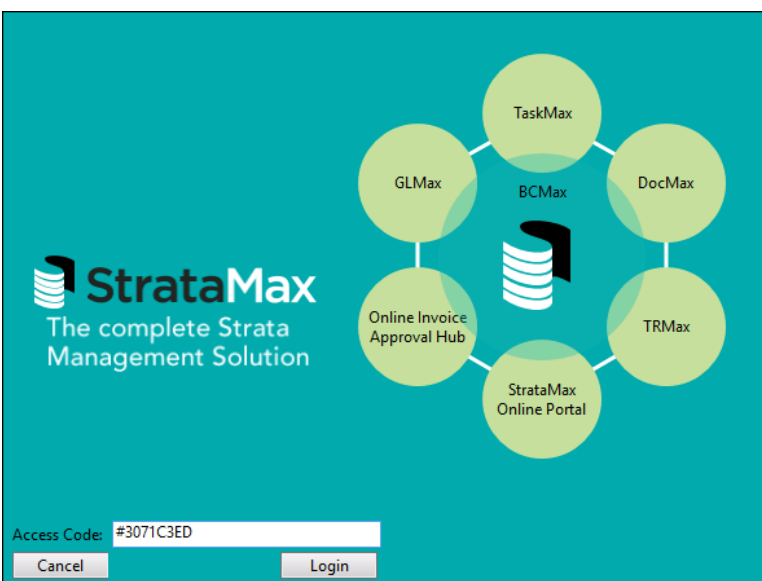 TaskMax
GLMax
BCMax
DocMax
StrataMax
The complete Strata
Management Solution
Online Invoice
Approval Hub
TRMax
StrataMax
Online Portal
Access Code: #3071C3ED
Cancel Login